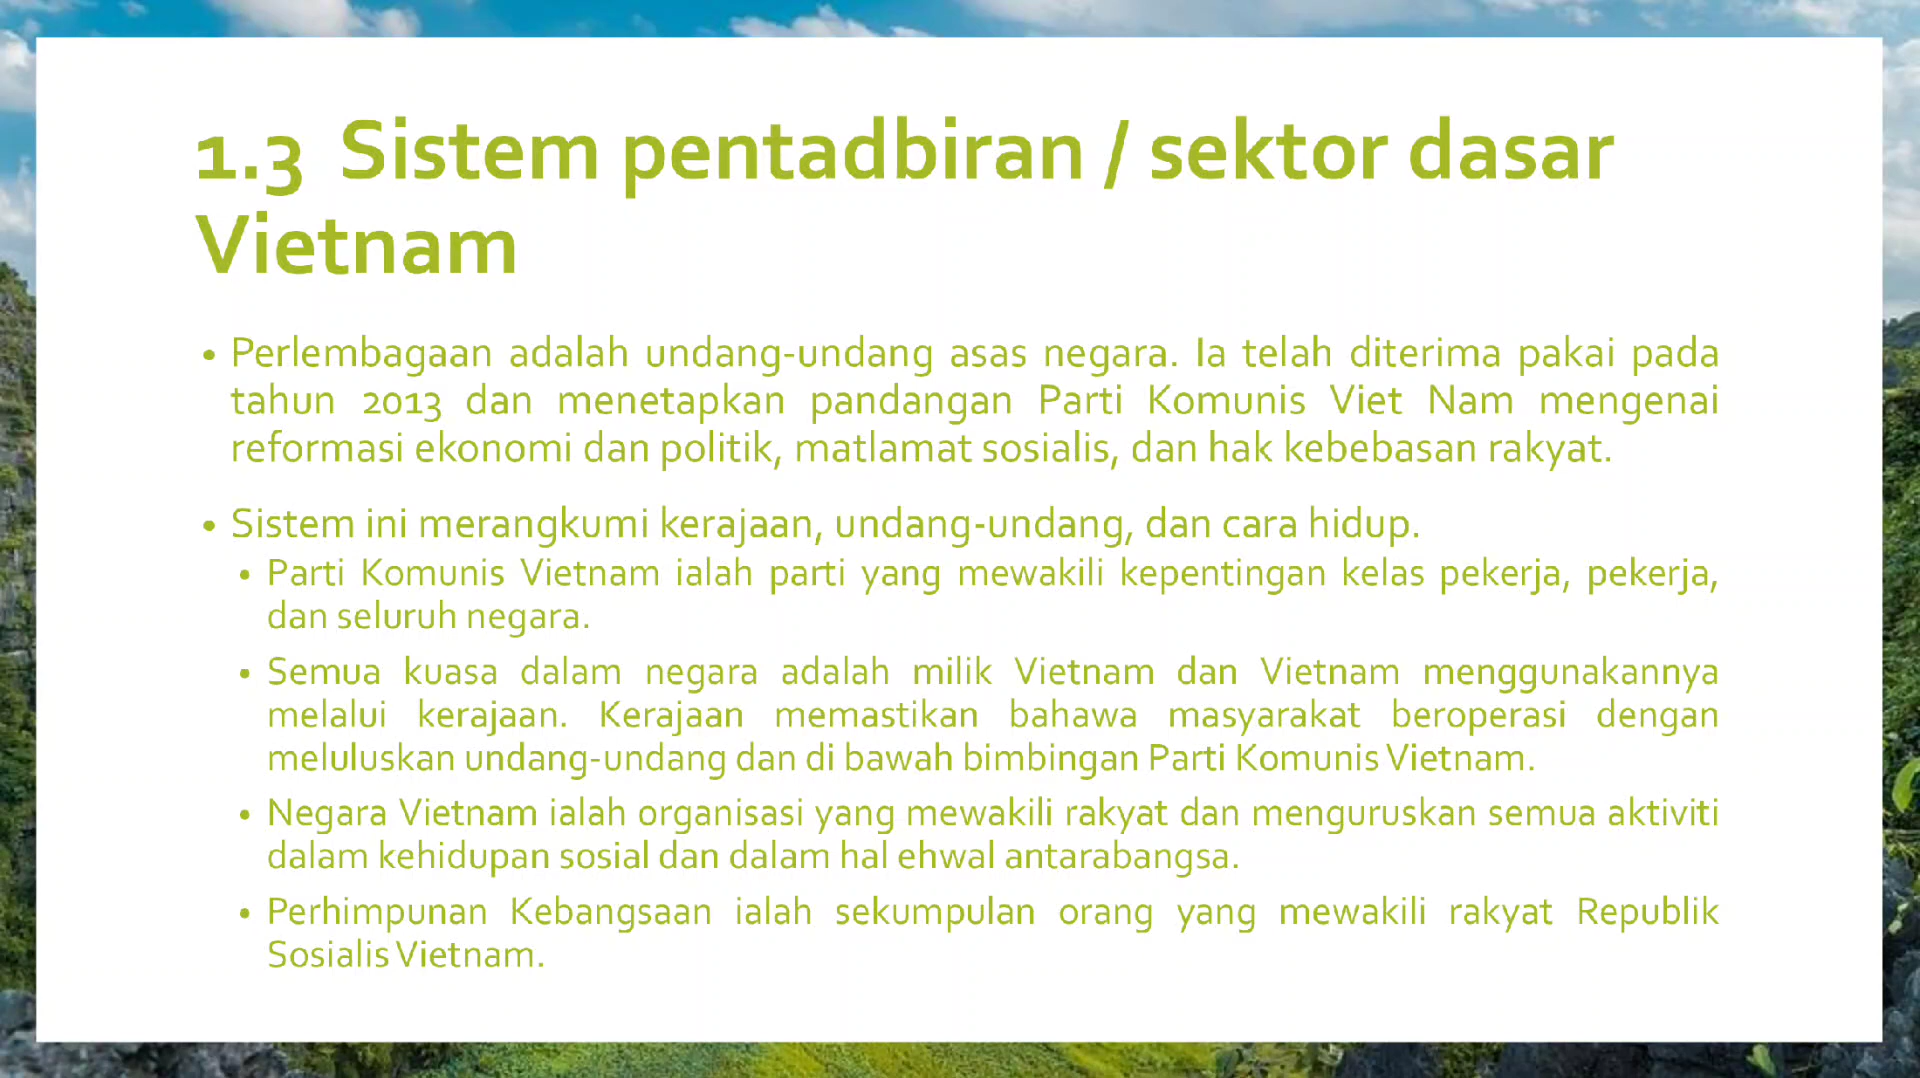 1.3 Sistem pentadbiran / sektor dasar
Vietnam
• Perlembagaan adalah undang-undang asas negara. Ia telah diterima pakai pada
tahun 2013 dan menetapkan pandangan Parti Komunis Viet Nam mengenai
reformasi ekonomi dan politik, matlamat sosialis, dan hak kebebasan rakyat.
• Sistem ini merangkumi kerajaan, undang-undang, dan cara hidup.
• Parti Komunis Vietnam ialah parti yang mewakili kepentingan kelas pekerja, pekerja,
dan seluruh negara.
• Semua kuasa dalam negara adalah milik Vietnam dan Vietnam menggunakannya
melalui kerajaan. Kerajaan memastikan bahawa masyarakat beroperasi dengan
meluluskan undang-undang dan di bawah bimbingan Parti Komunis Vietnam.
• Negara Vietnam ialah organisasi yang mewakili rakyat dan menguruskan semua aktiviti
dalam kehidupan sosial dan dalam hal ehwal antarabangsa.
• Perhimpunan Kebangsaan ialah sekumpulan orang yang mewakili rakyat Republik
Sosialis Vietnam.